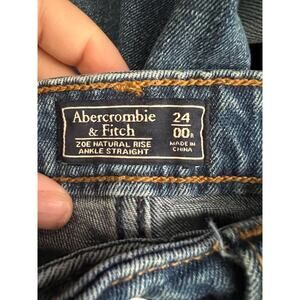 Abercrombie
& Fitch
ZOE NATURAL RISE
ANKLE STRAIGHT
24
00R
MADE IN
CHINA